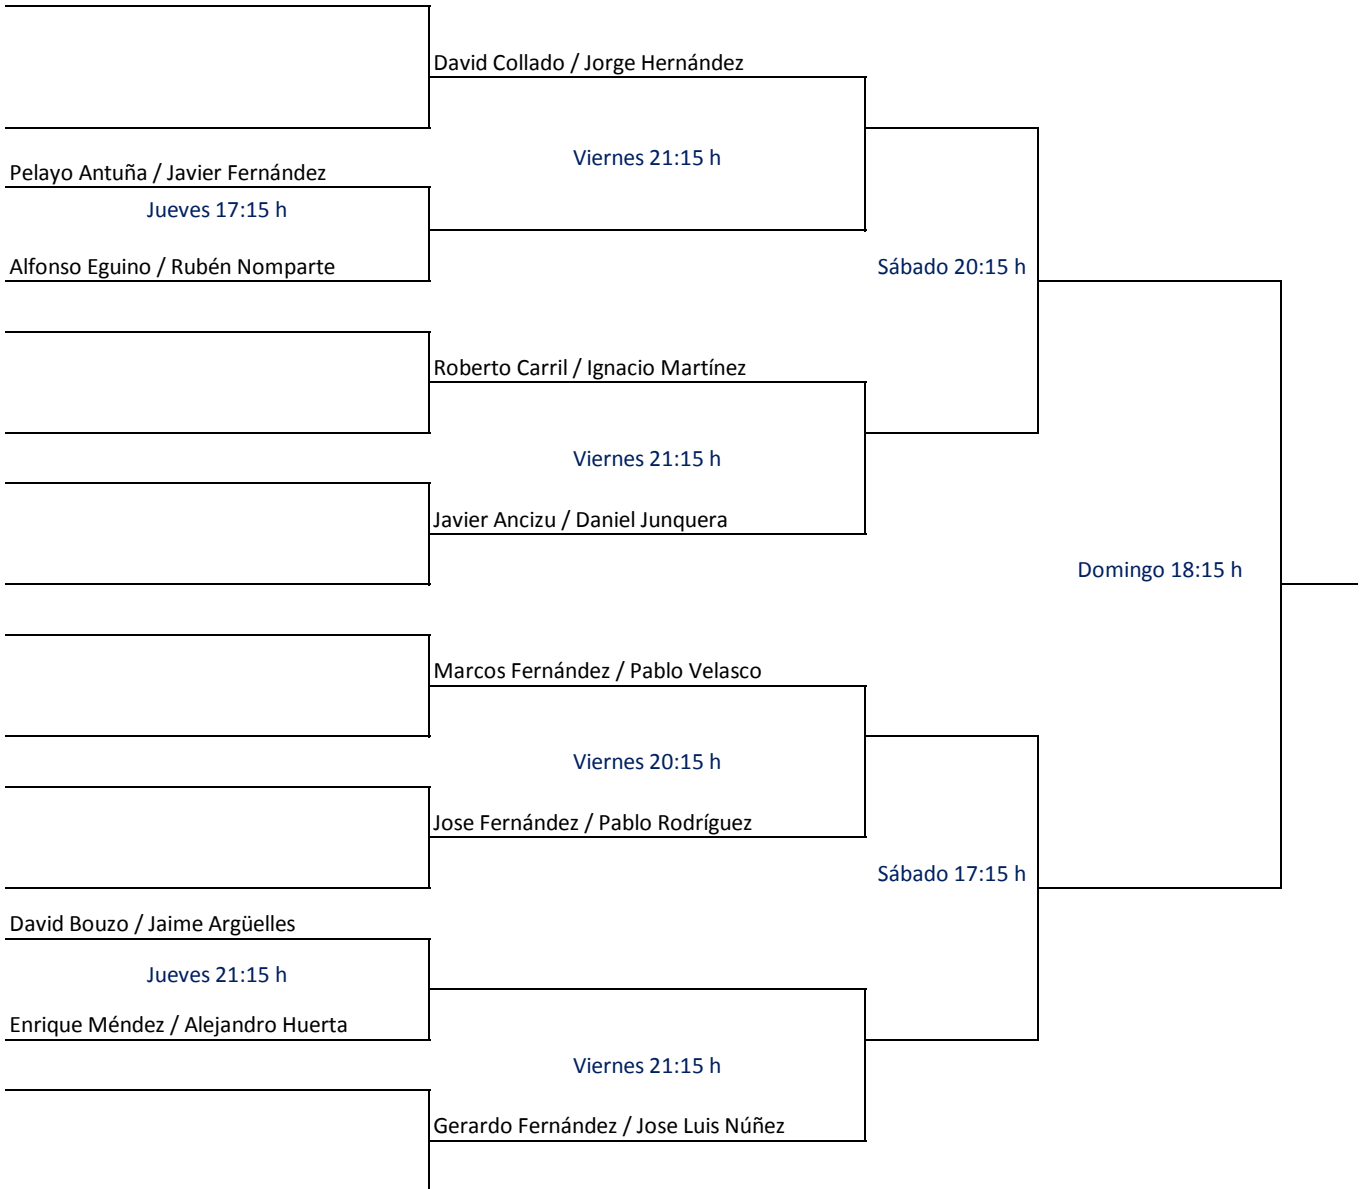 David Collado / Jorge Hernández
Viernes 21:15 h
Pelayo Antuña / Javier Fernández
Jueves 17:15 h
Alfonso Eguino / Rubén Nomparte
Sábado 20:15 h
Roberto Carril / Ignacio Martínez
Viernes 21:15 h
Javier Ancizu / Daniel Junquera
Domingo 18:15 h
Marcos Fernández / Pablo Velasco
Viernes 20:15 h
Jose Fernández / Pablo Rodríguez
Sábado 17:15 h
David Bouzo / Jaime Argüelles
Jueves 21:15 h
Enrique Méndez / Alejandro Huerta
Viernes 21:15 h
Gerardo Fernández / Jose Luis Núñez